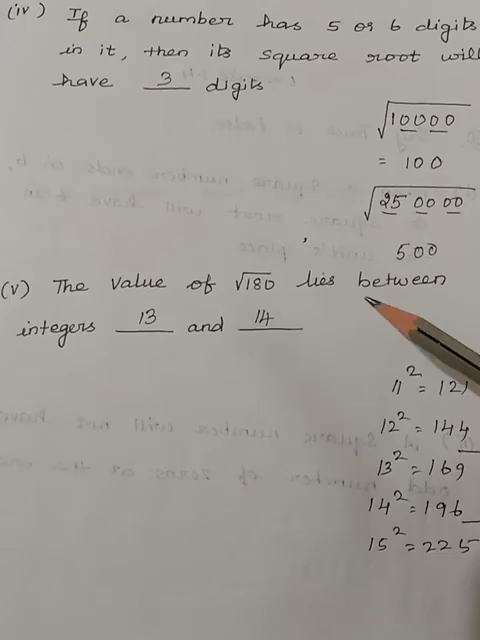 (iv) If a number has 5 or 6 digits
in it, then its square root will
have 3 digits
√10000
= 100
√250000
500
(v) The value of √180 lies between
integers 13 and 14
11² = 121
12² = 144
13² = 169
14² = 196
15² = 225